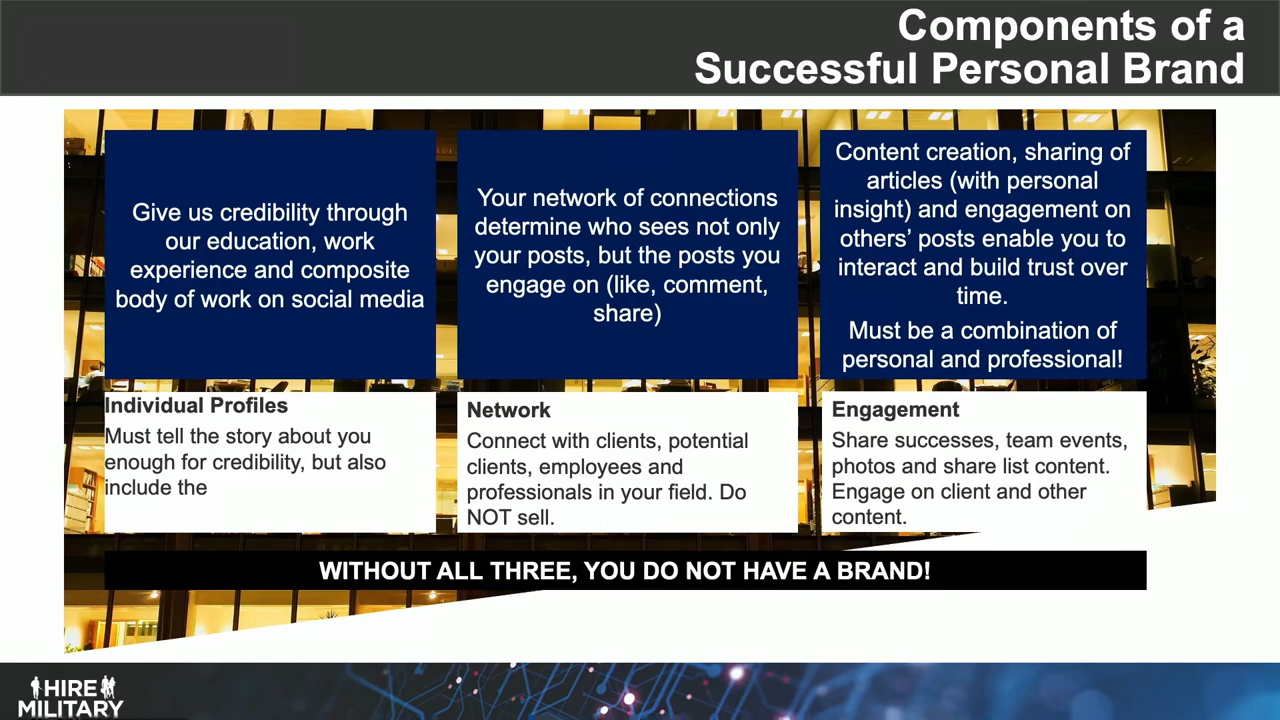 Components of a
Successful Personal Brand
Give us credibility through
our education, work
experience and composite
body of work on social media
Your network of connections
determine who sees not only
your posts, but the posts you
engage on (like, comment,
share)
Content creation, sharing of
articles (with personal
insight) and engagement on
others’ posts enable you to
interact and build trust over
time.
Must be a combination of
personal and professional!
Individual Profiles
Must tell the story about you
enough for credibility, but also
include the
Network
Connect with clients, potential
clients, employees and
professionals in your field. Do
NOT sell.
Engagement
Share successes, team events,
photos and share list content.
Engage on client and other
content.
WITHOUT ALL THREE, YOU DO NOT HAVE A BRAND!
HIRE
MILITARY